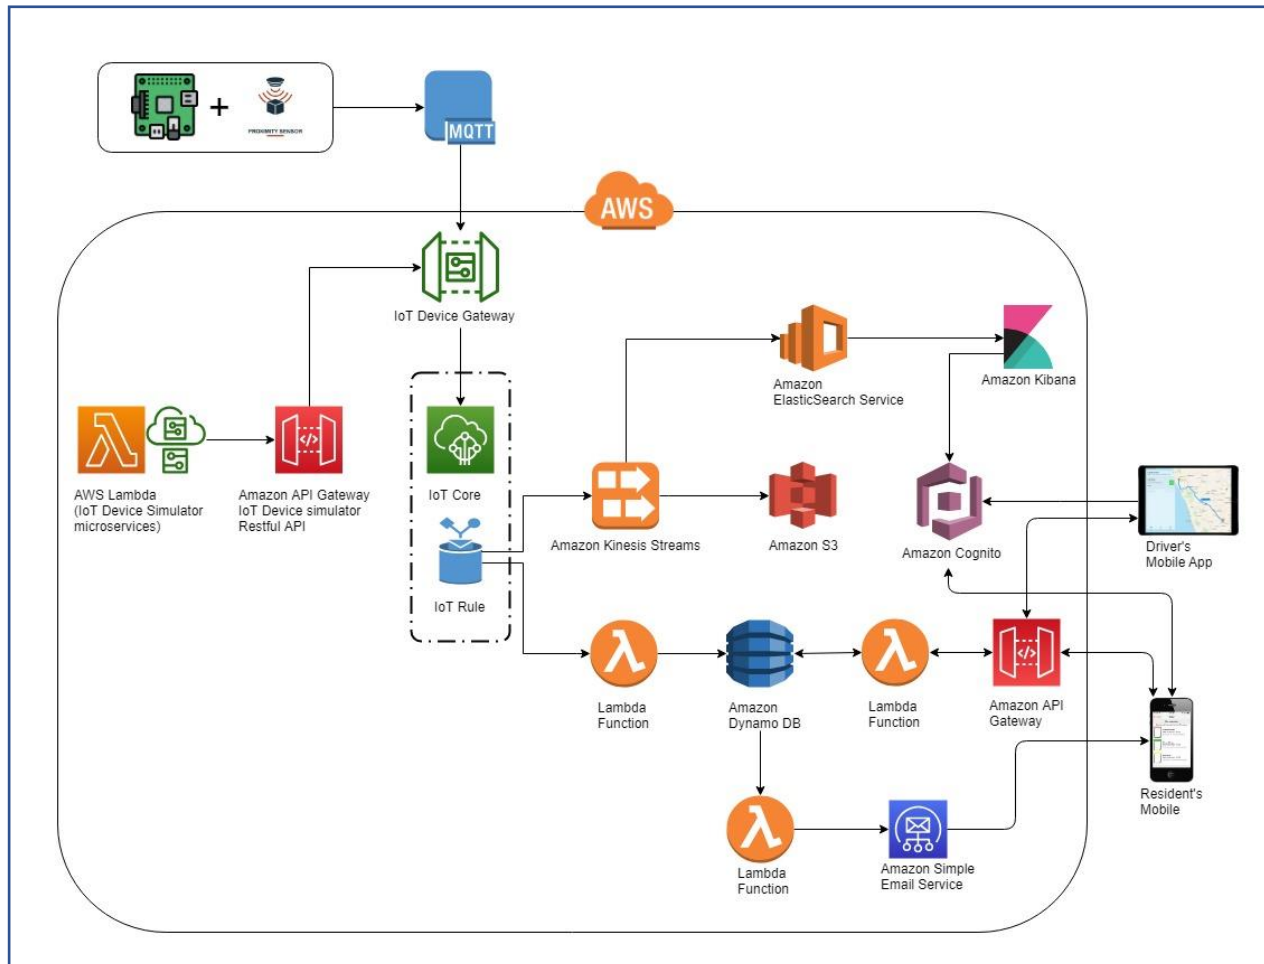 PROXIMITY SENSOR
MQTT
AWS
IoT Device Gateway
Amazon
ElasticSearch Service
Amazon Kibana
AWS Lambda
(IoT Device Simulator
microservices)
Amazon API Gateway
IoT Device simulator
Restful API
IoT Core
Amazon Kinesis Streams
Amazon S3
Amazon Cognito
Driver's
Mobile App
IoT Rule
Lambda
Function
Amazon
Dynamo DB
Lambda
Function
Amazon API
Gateway
Resident's
Mobile
Lambda
Function
Amazon Simple
Email Service